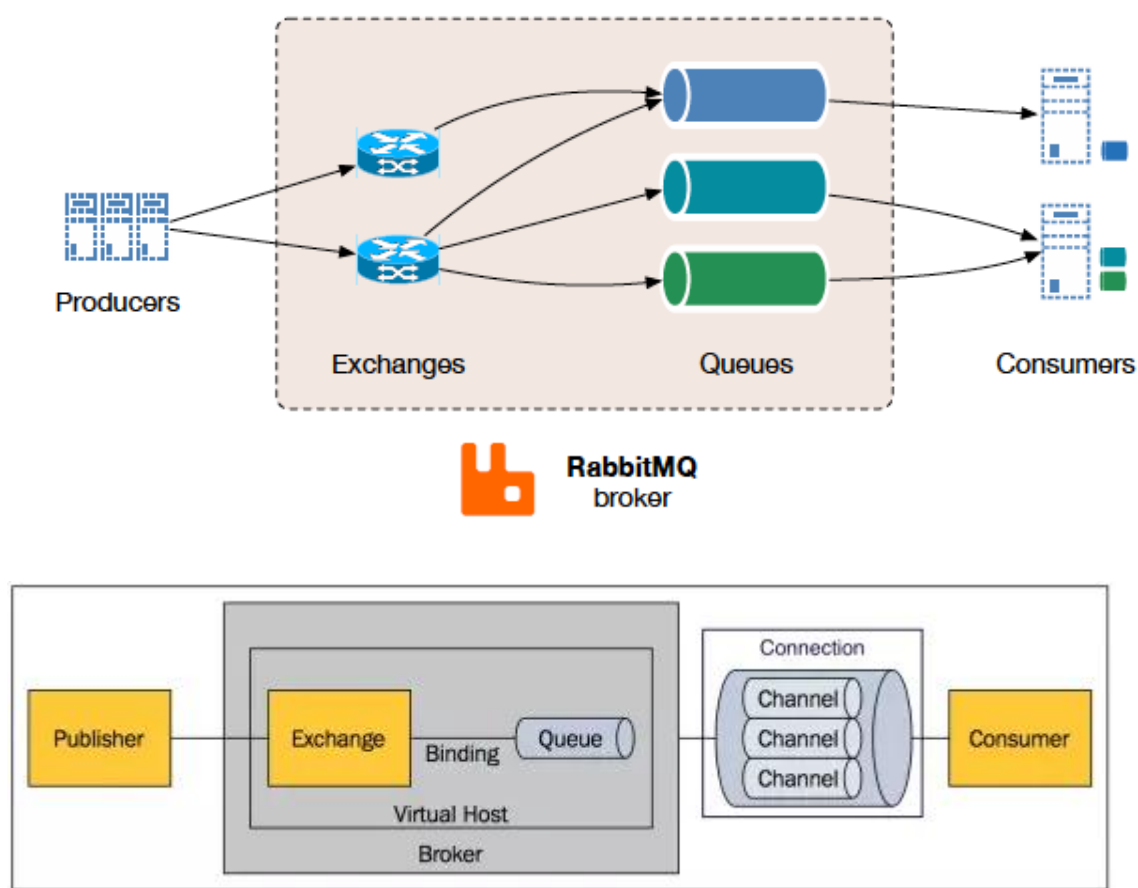 Producers
Exchanges
Queues
Consumers
RabbitMQ
broker
Connection
Channel
Publisher
Exchange
Binding
Queue
Channel
Consumer
Channel
Virtual Host
Broker